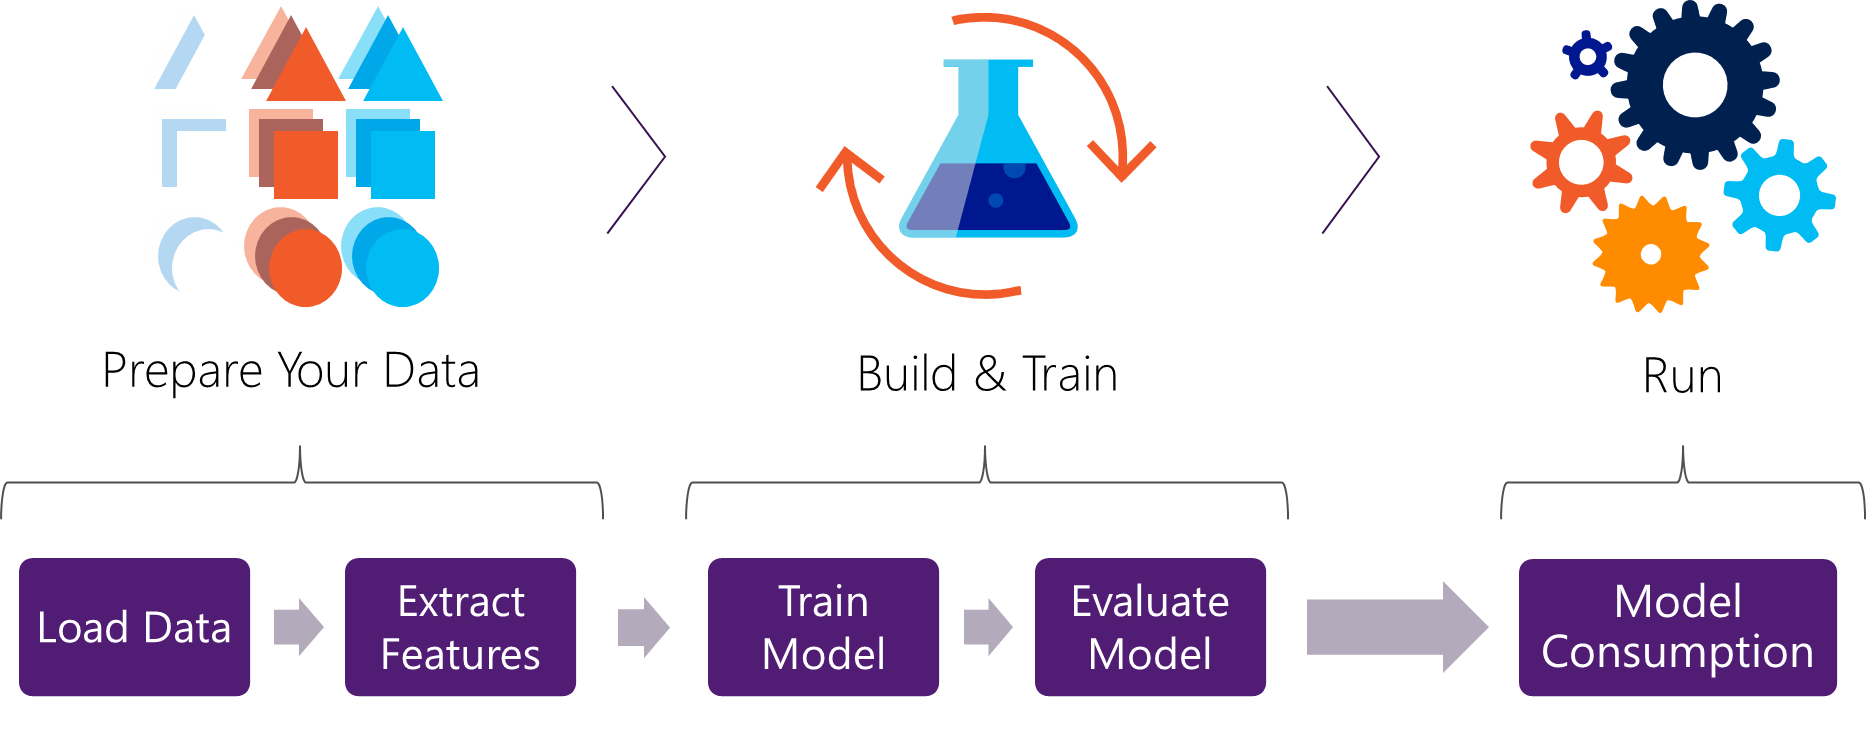 Prepare Your Data
Build & Train
Run
Load Data
Extract
Features
Train
Model
Evaluate
Model
Model
Consumption